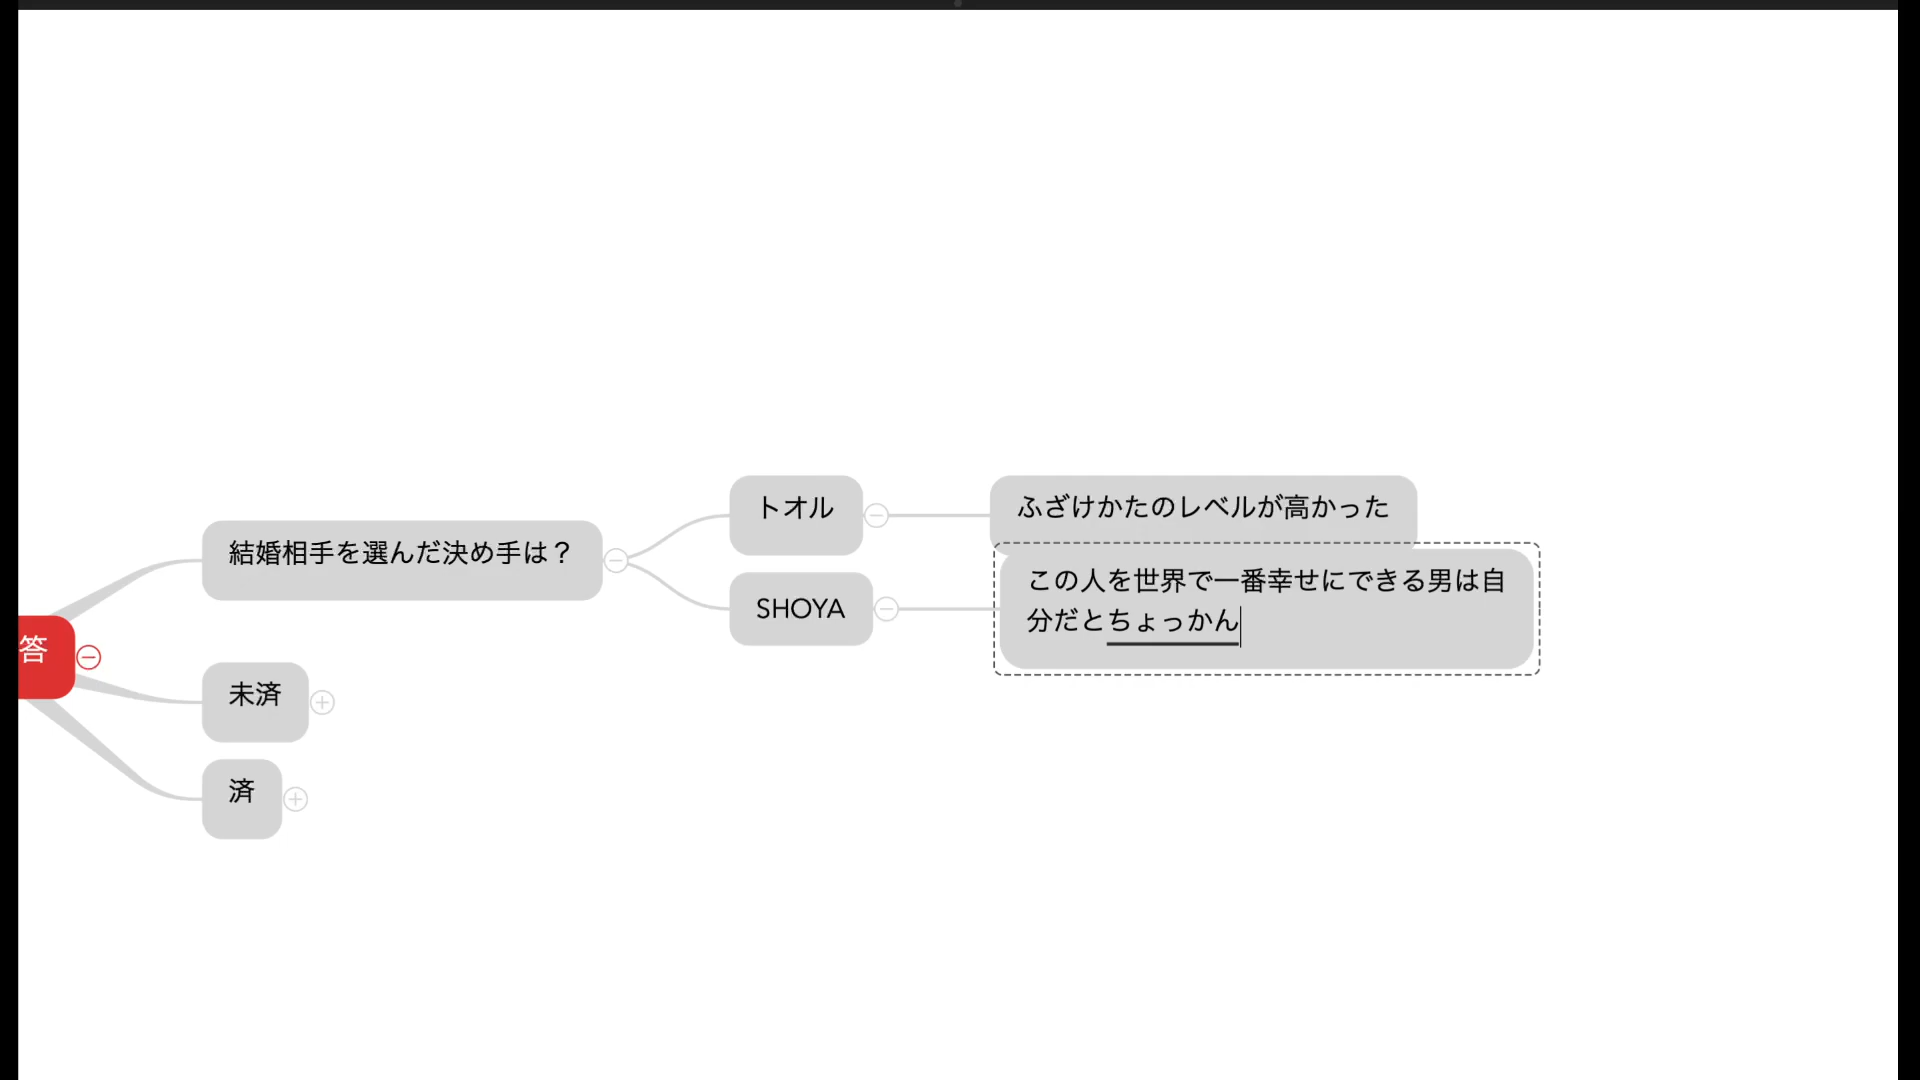 答
結婚相手を選んだ決め手は？
トオル
ふざけかたのレベルが高かった
SHOYA
この人を世界で一番幸せにできる男は自
分だとちょっかん
未済
済